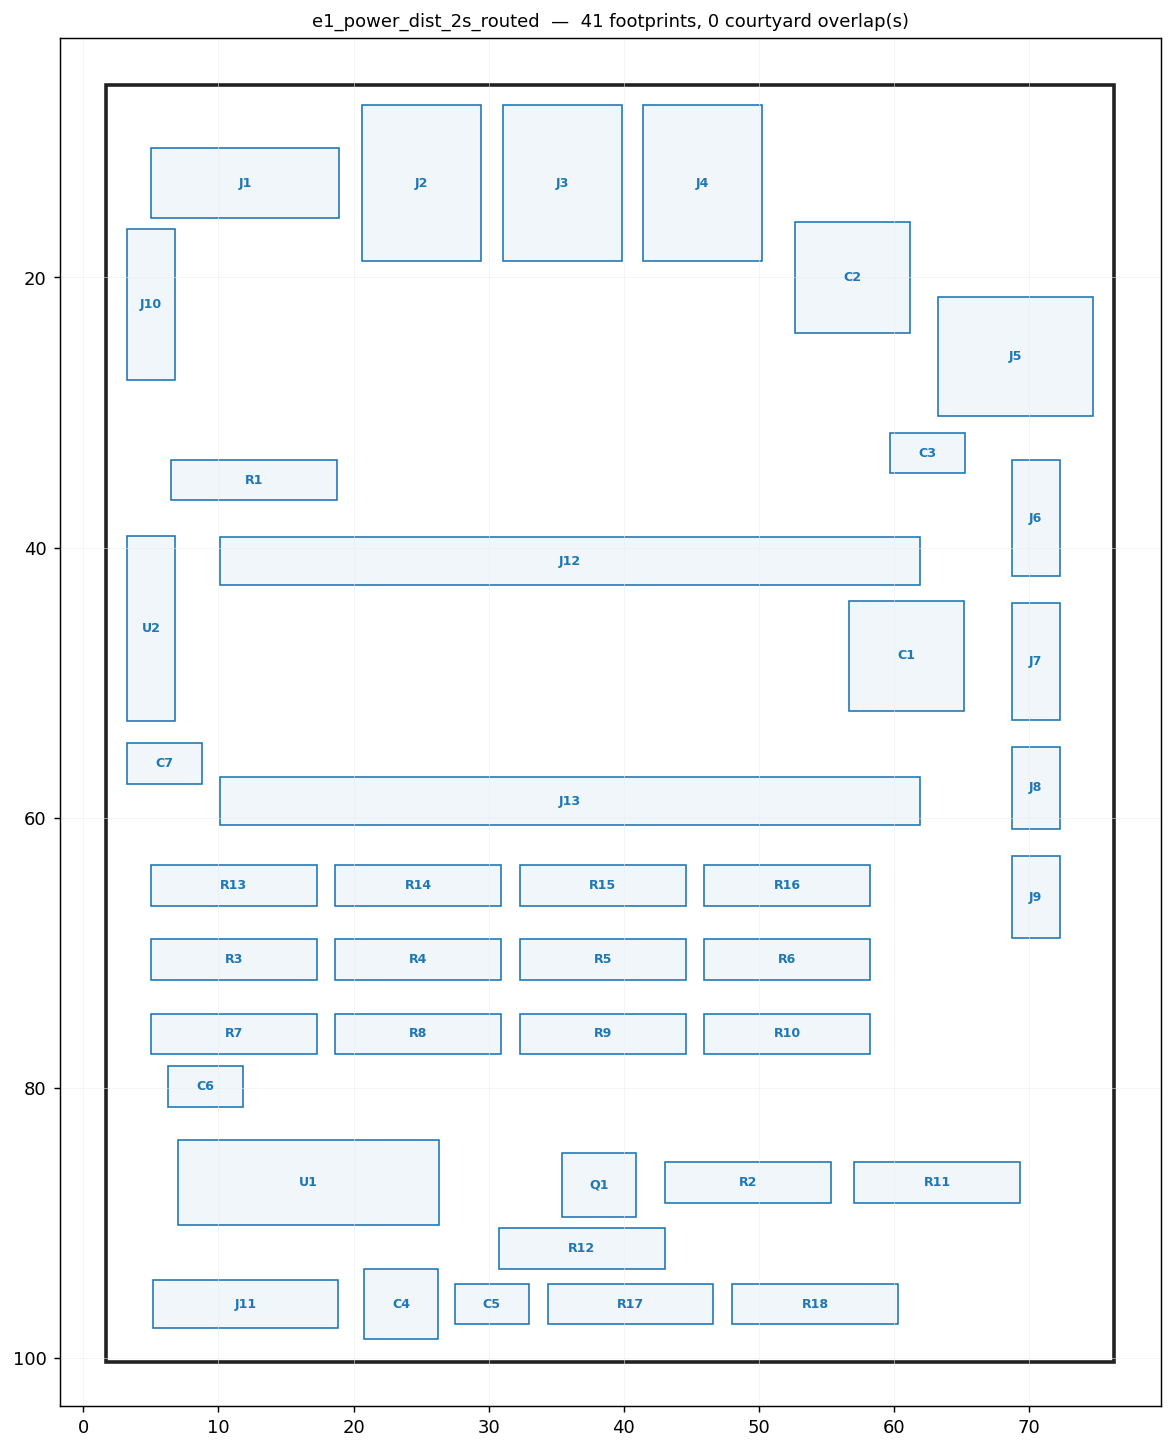 e1_power_dist_2s_routed — 41 footprints, 0 courtyard overlap(s)
J1
J2
J3
J4
C2
20
J10
J5
C3
R1
J6
40
J12
U2
C1
J7
C7
J8
J13
60
R13
R14
R15
R16
J9
R3
R4
R5
R6
R7
R8
R9
R10
80
C6
U1
Q1
R2
R11
R12
J11
C4
C5
R17
R18
100
0 10 20 30 40 50 60 70